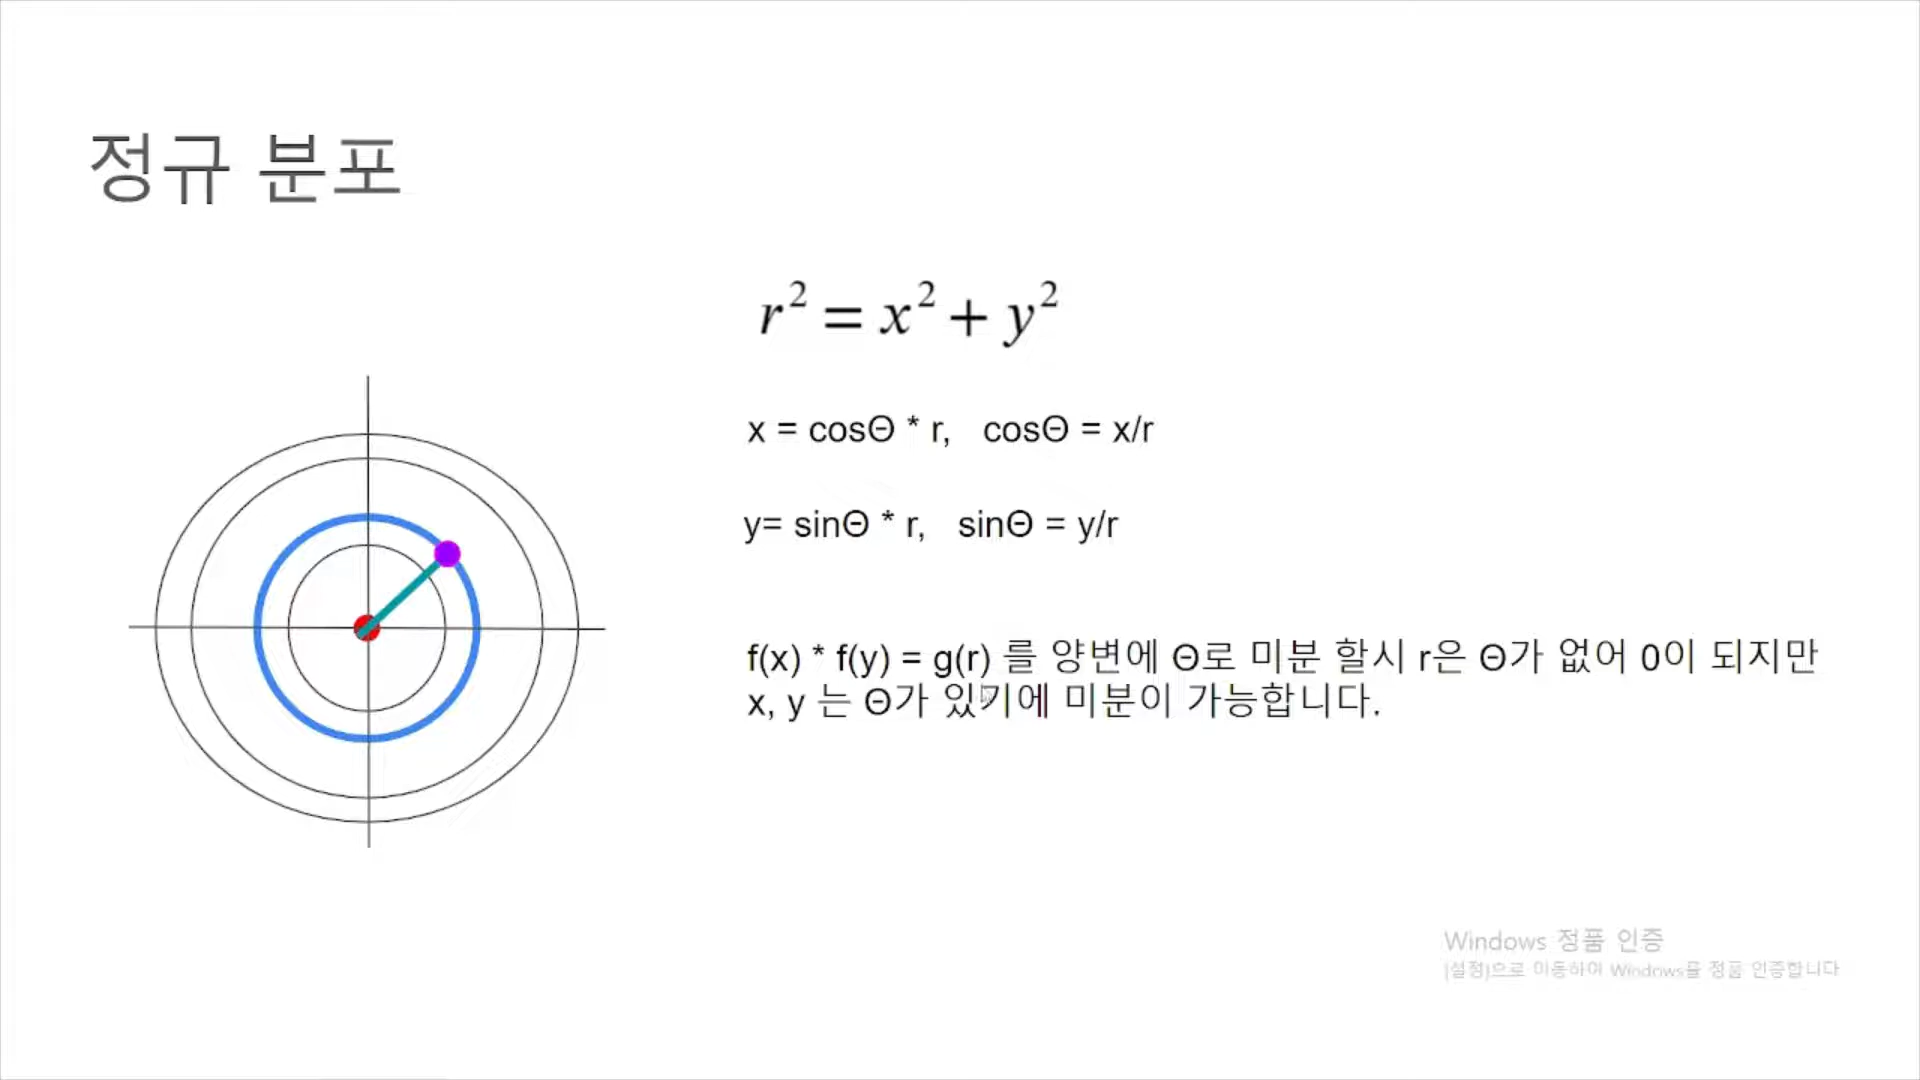 정규 분포
r² = x² + y²
x = cosΘ * r, cosΘ = x/r
y= sinΘ * r, sinΘ = y/r
f(x) * f(y) = g(r) 를 양변에 Θ로 미분 할시 r은 Θ가 없어 0이 되지만
x, y 는 Θ가 있기에 미분이 가능합니다.
Windows 정품 인증
[설정]으로 이동하여 Windows를 정품 인증합니다